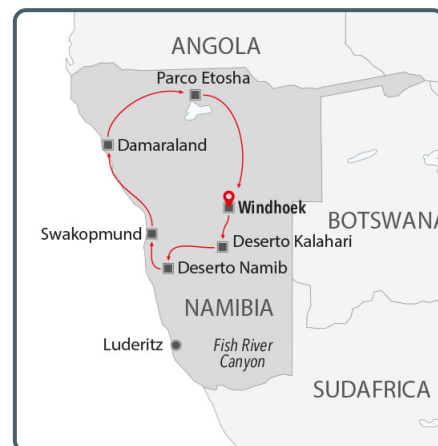 ANGOLA
Parco Etosha
Damaraland
Windhoek
BOTSWANA
Swakopmund
Deserto Kalahari
Deserto Namib
NAMIBIA
Luderitz
Fish River
Canyon
SUDAFRICA